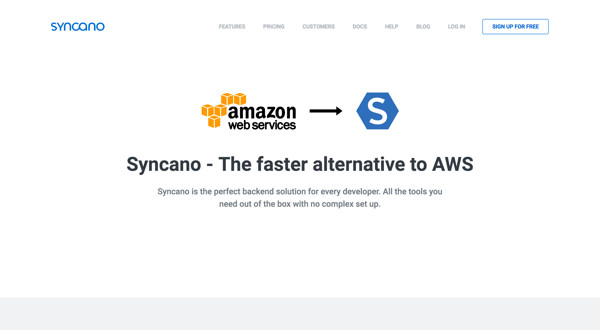 SYNCANO
FEATURES PRICING CUSTOMERS DOCS HELP BLOG LOG IN SIGN UP FOR FREE
amazon
web services
S
Syncano - The faster alternative to AWS
Syncano is the perfect backend solution for every developer. All the tools you
need out of the box with no complex set up.